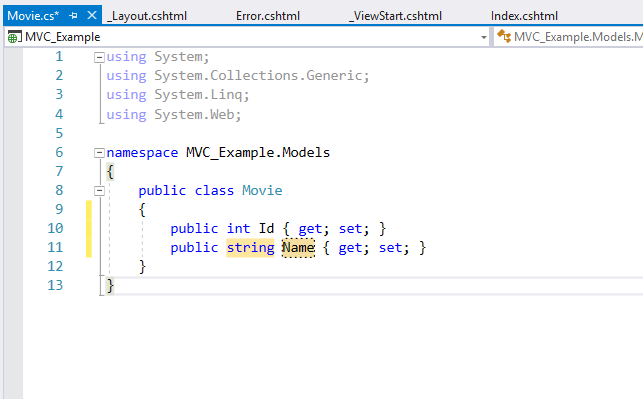 Movie.cs* _Layout.cshtml Error.cshtml _ViewStart.cshtml Index.cshtml
MVC_Example MVC_Example.Models.M
1 using System;
2 using System.Collections.Generic;
3 using System.Linq;
4 using System.Web;
5
6 namespace MVC_Example.Models
7 {
8 public class Movie
9 {
10 public int Id { get; set; }
11 public string Name { get; set; }
12 }
13 }